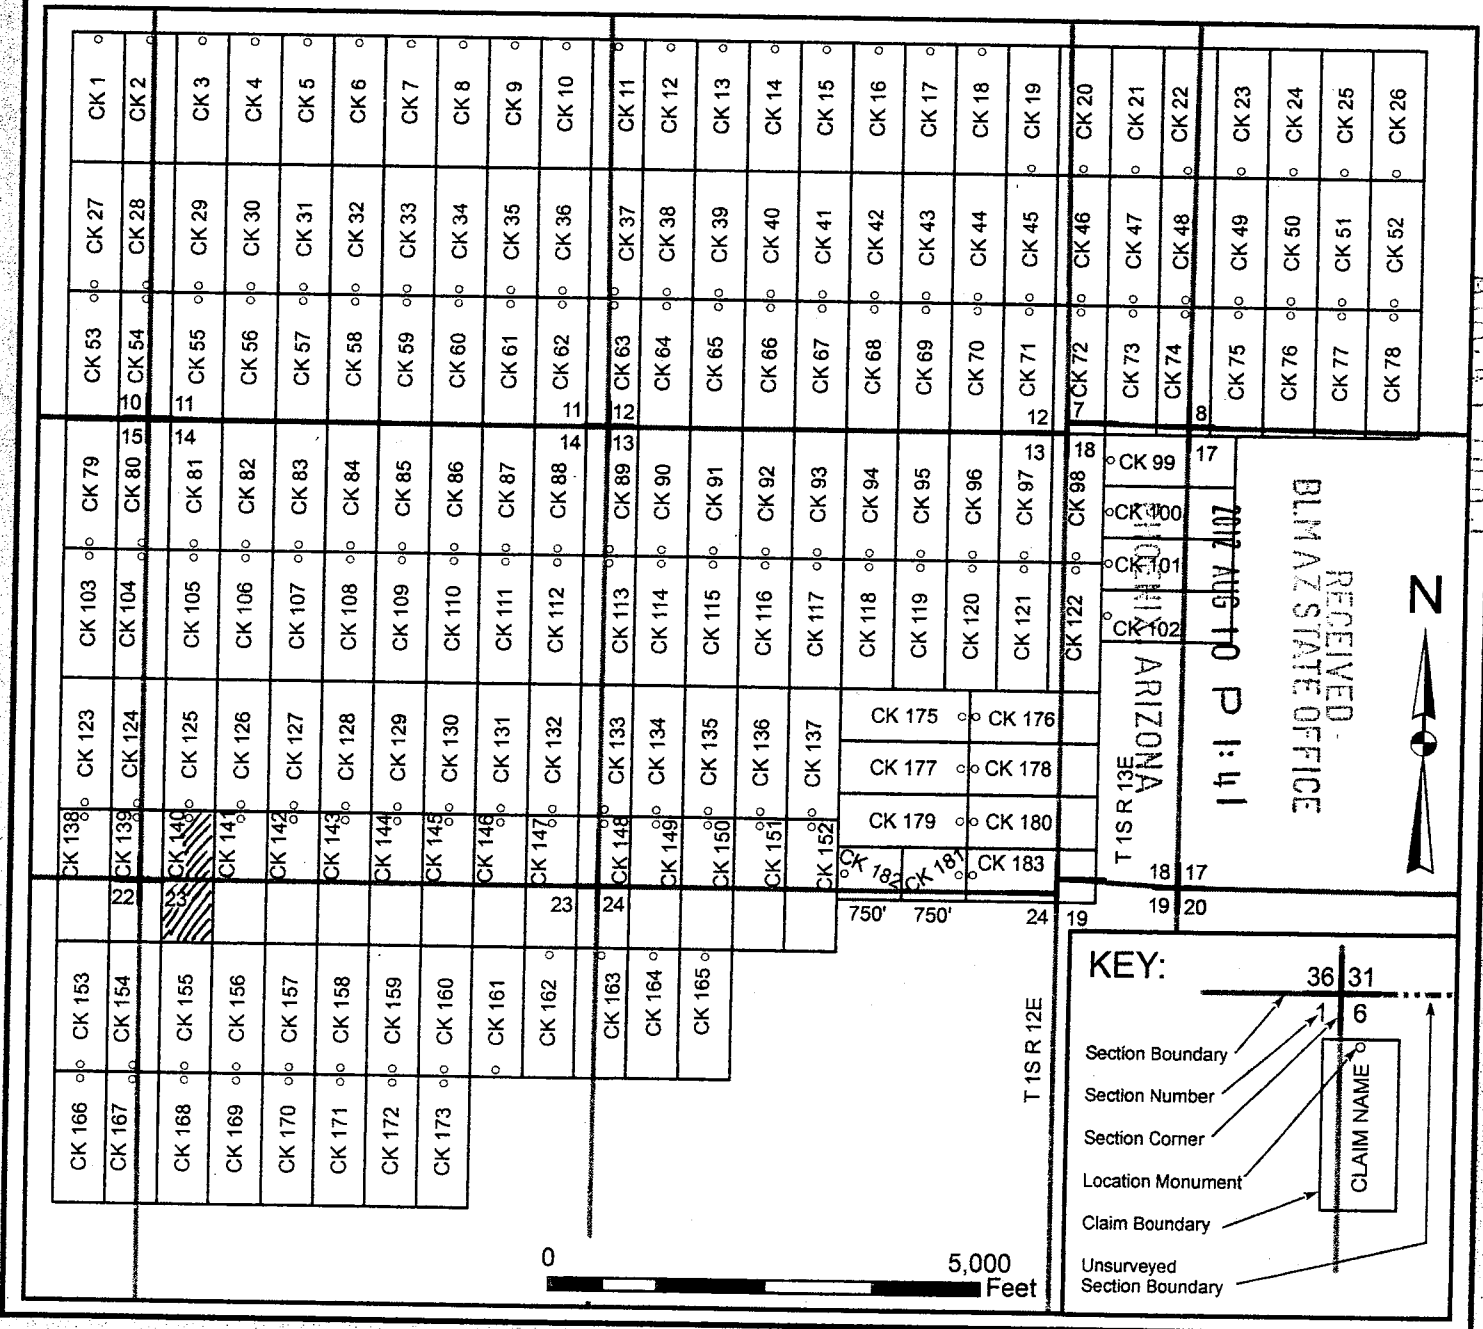 CK 1 CK 2 CK 3 CK 4 CK 5 CK 6 CK 7 CK 8 CK 9 CK 10 CK 11 CK 12 CK 13 CK 14 CK 15 CK 16 CK 17 CK 18 CK 19 CK 20 CK 21 CK 22 CK 23 CK 24 CK 25 CK 26
CK 27 CK 28 CK 29 CK 30 CK 31 CK 32 CK 33 CK 34 CK 35 CK 36 CK 37 CK 38 CK 39 CK 40 CK 41 CK 42 CK 43 CK 44 CK 45 CK 46 CK 47 CK 48 CK 49 CK 50 CK 51 CK 52
CK 53 CK 54 CK 55 CK 56 CK 57 CK 58 CK 59 CK 60 CK 61 CK 62 CK 63 CK 64 CK 65 CK 66 CK 67 CK 68 CK 69 CK 70 CK 71 CK 72 CK 73 CK 74 CK 75 CK 76 CK 77 CK 78
10 11 11 12 12 7 8
15 14 14 13 13 18 17
CK 79 CK 80 CK 81 CK 82 CK 83 CK 84 CK 85 CK 86 CK 87 CK 88 CK 89 CK 90 CK 91 CK 92 CK 93 CK 94 CK 95 CK 96 CK 97 CK 98 CK 99
CK 100
CK 101
CK 102
CK 103 CK 104 CK 105 CK 106 CK 107 CK 108 CK 109 CK 110 CK 111 CK 112 CK 113 CK 114 CK 115 CK 116 CK 117 CK 118 CK 119 CK 120 CK 121 CK 122
CK 123 CK 124 CK 125 CK 126 CK 127 CK 128 CK 129 CK 130 CK 131 CK 132 CK 133 CK 134 CK 135 CK 136 CK 137
CK 175 CK 176
CK 177 CK 178
CK 179 CK 180
CK 138 CK 139 CK 140 CK 141 CK 142 CK 143 CK 144 CK 145 CK 146 CK 147 CK 148 CK 149 CK 150 CK 151 CK 152 CK 182 CK 181 CK 183
18 17
22 23 23 24 750' 750' 24 19 19 20
CK 153 CK 154 CK 155 CK 156 CK 157 CK 158 CK 159 CK 160 CK 161 CK 162 CK 163 CK 164 CK 165
CK 166 CK 167 CK 168 CK 169 CK 170 CK 171 CK 172 CK 173
T 1S R 13E
T 1S R 12E
RECEIVED
BLM AZ STATE OFFICE
2012 AUG 10 P 1:41
PHOENIX ARIZONA
N
0 5,000
Feet
KEY:
36 31
1 6
Section Boundary
Section Number
Section Corner
Location Monument
Claim Boundary
Unsurveyed
Section Boundary
CLAIM NAME